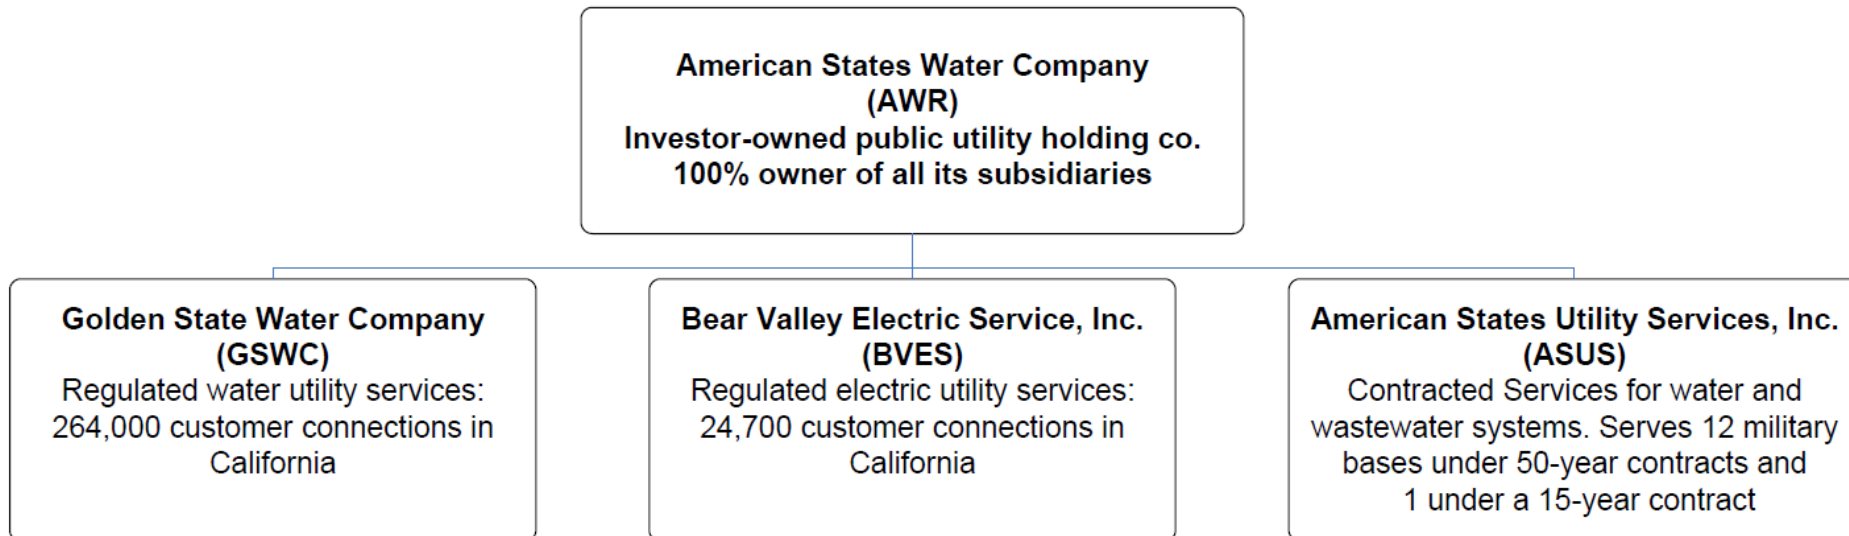 American States Water Company
(AWR)
Investor-owned public utility holding co.
100% owner of all its subsidiaries
Golden State Water Company
(GSWC)
Regulated water utility services:
264,000 customer connections in
California
Bear Valley Electric Service, Inc.
(BVES)
Regulated electric utility services:
24,700 customer connections in
California
American States Utility Services, Inc.
(ASUS)
Contracted Services for water and
wastewater systems. Serves 12 military
bases under 50-year contracts and
1 under a 15-year contract